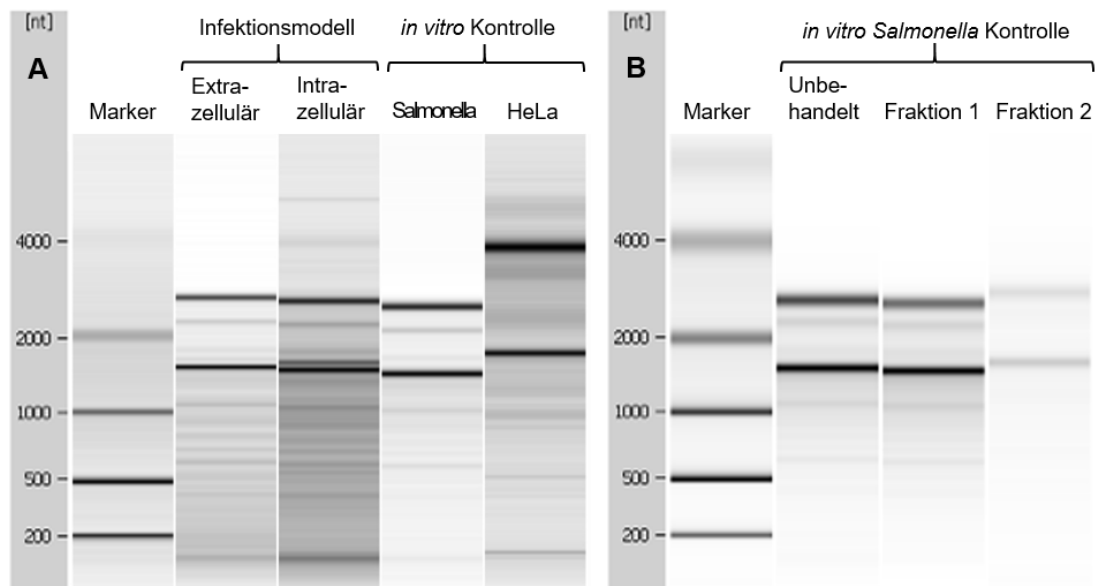 [nt]
A
Infektionsmodell
in vitro Kontrolle
Extra-
zellulär
Intra-
zellulär
Marker
Salmonella
HeLa
4000
2000
1000
500
200
[nt]
B
in vitro Salmonella Kontrolle
Unbe-
handelt
Marker
Fraktion 1
Fraktion 2
4000
2000
1000
500
200